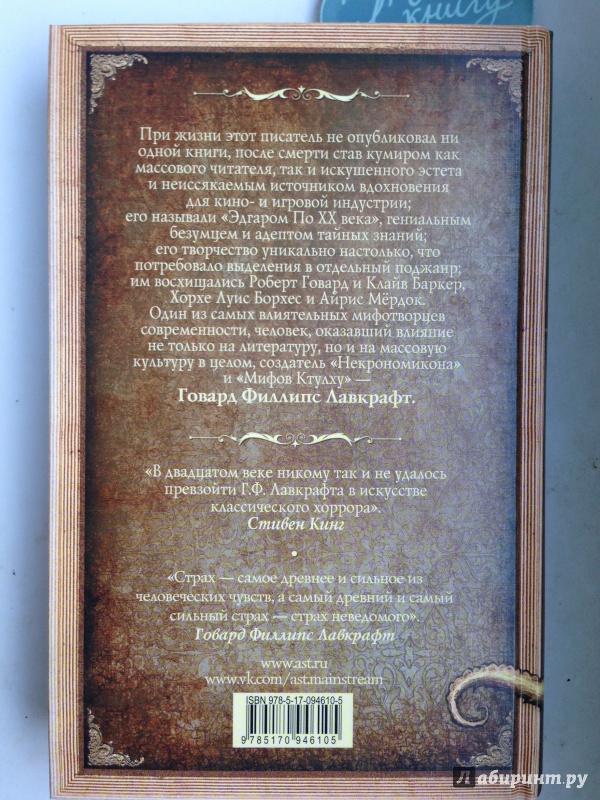 книгу
При жизни этот писатель не опубликовал ни
одной книги, после смерти став кумиром как
массового читателя, так и искушенного эстета
и неиссякаемым источником вдохновения
для кино- и игровой индустрии;
его называли «Эдгаром По XX века», гениальным
безумцем и адептом тайных знаний;
его творчество уникально настолько, что
потребовало выделения в отдельный поджанр;
им восхищались Роберт Говард и Клайв Баркер,
Хорхе Луис Борхес и Айрис Мёрдок.
Один из самых влиятельных мифотворцев
современности, человек, оказавший влияние
не только на литературу, но и на массовую
культуру в целом, создатель «Некрономикона»
и «Мифов Ктулху» —
Говард Филлипс Лавкрафт.
«В двадцатом веке никому так и не удалось
превзойти Г.Ф. Лавкрафта в искусстве
классического хоррора».
Стивен Кинг
«Страх — самое древнее и сильное из
человеческих чувств, а самый древний и самый
сильный страх — страх неведомого».
Говард Филлипс Лавкрафт
www.ast.ru
www.vk.com/ast.mainstream
ISBN 978-5-17-094610-5
9785170946105
Лабиринт.ру